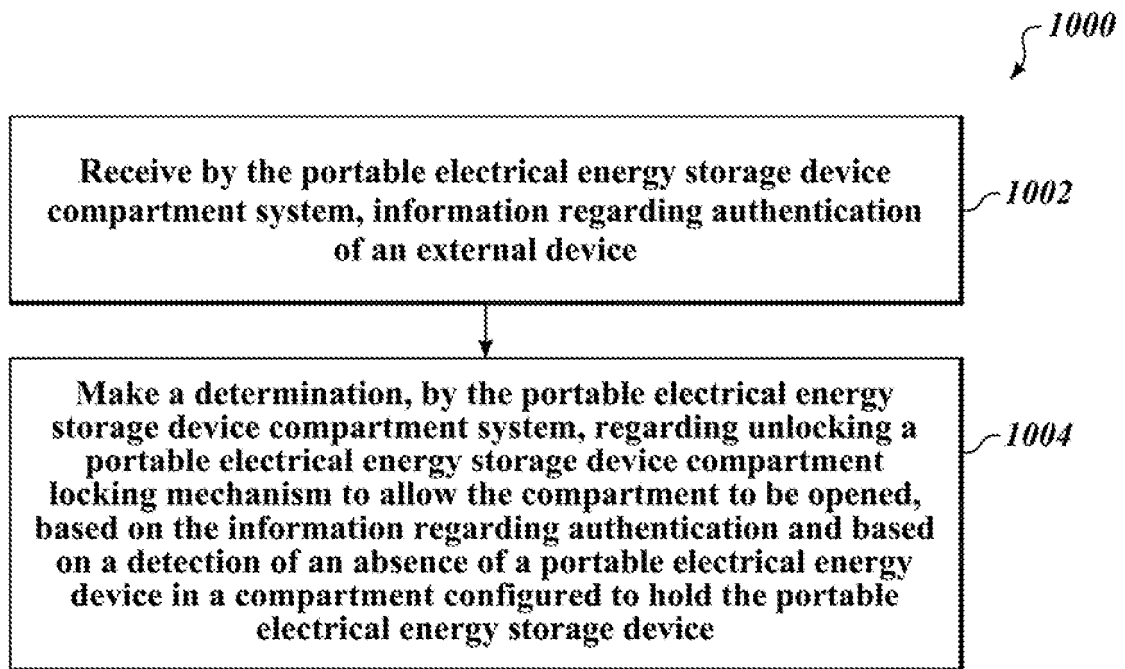 1000
Receive by the portable electrical energy storage device
compartment system, information regarding authentication
of an external device
1002
Make a determination, by the portable electrical energy
storage device compartment system, regarding unlocking a
portable electrical energy storage device compartment
locking mechanism to allow the compartment to be opened,
based on the information regarding authentication and based
on a detection of an absence of a portable electrical energy
device in a compartment configured to hold the portable
electrical energy storage device
1004